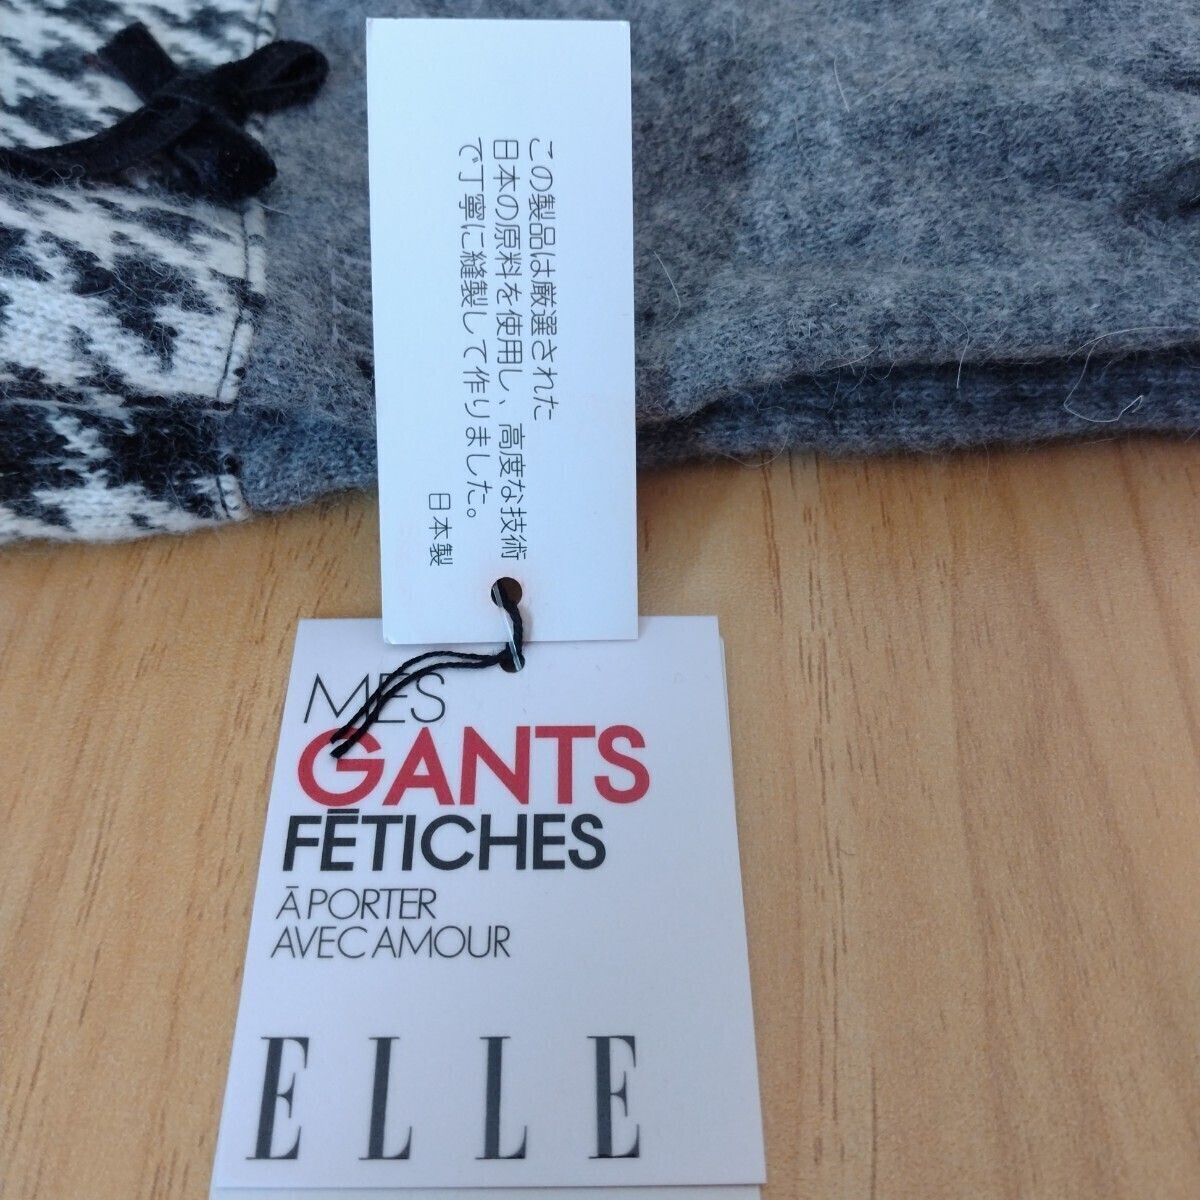 この製品は厳選された
日本の原料を使用し、高度な技術
で丁寧に縫製して作りました。
日本製
MES
GANTS
FĒTICHES
Ā PORTER
AVEC AMOUR
ELLE